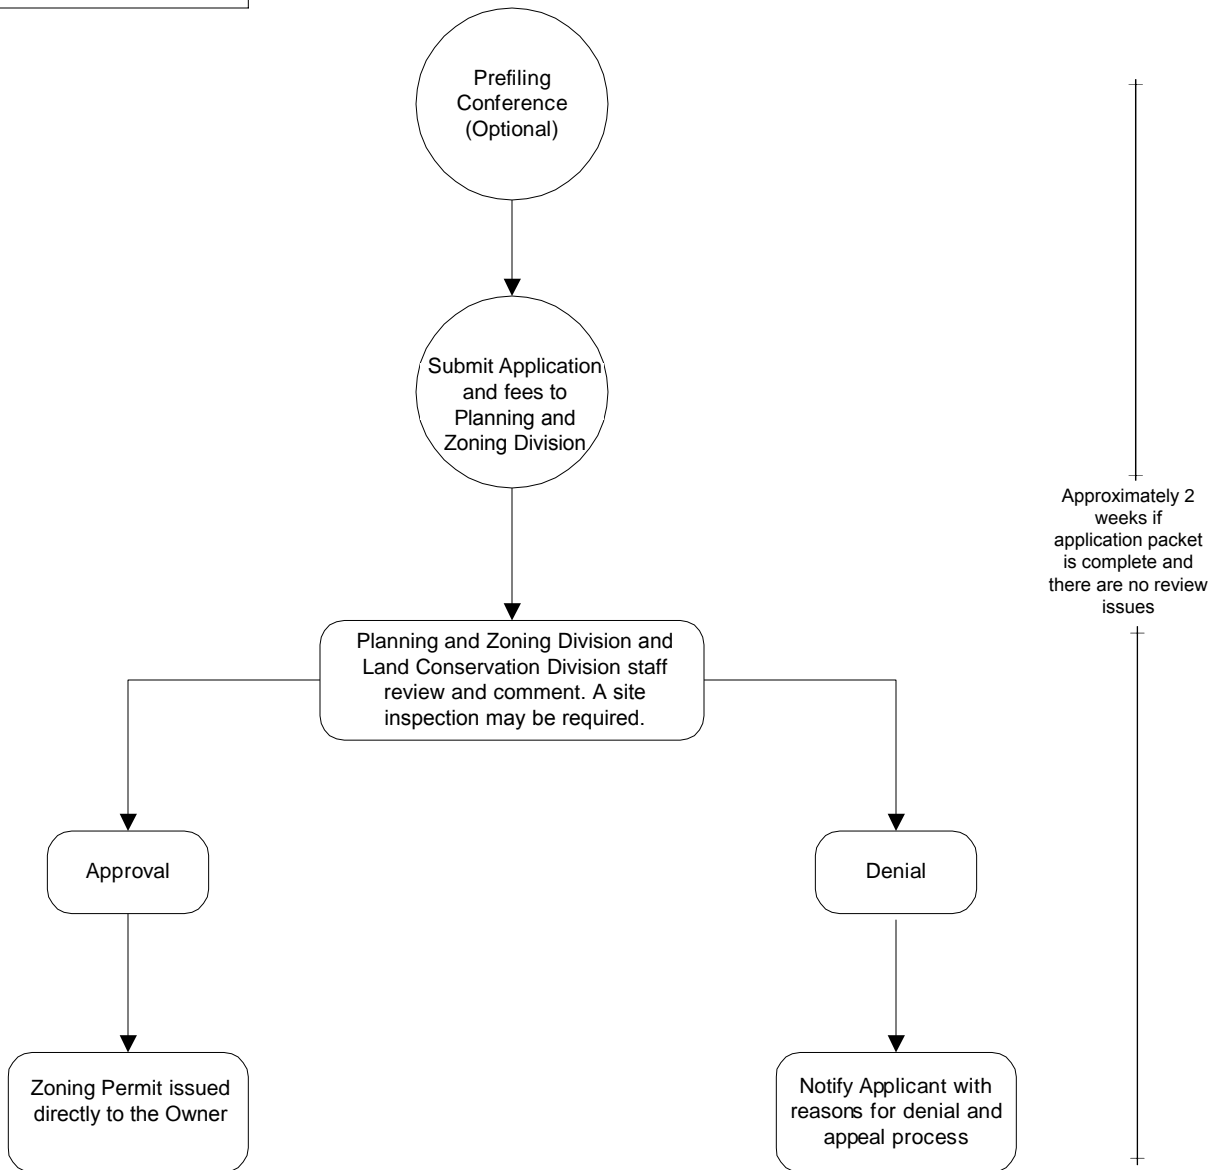 Prefiling
Conference
(Optional)
Submit Application
and fees to
Planning and
Zoning Division
Approximately 2
weeks if
application packet
is complete and
there are no review
issues
Planning and Zoning Division and
Land Conservation Division staff
review and comment. A site
inspection may be required.
Approval
Denial
Zoning Permit issued
directly to the Owner
Notify Applicant with
reasons for denial and
appeal process